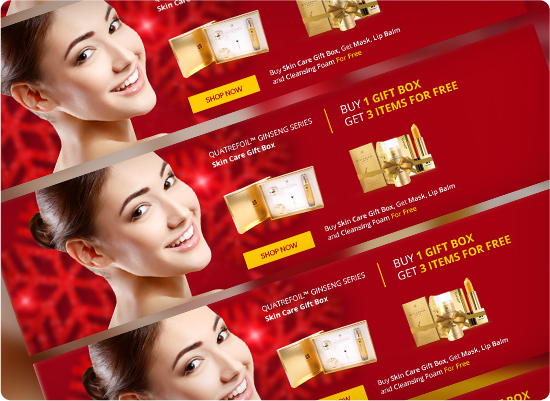 Buy Skin Care Gift Box, Get Mask, Lip Balm
and Cleansing Foam For Free
SHOP NOW
BUY 1 GIFT BOX
GET 3 ITEMS FOR FREE
QUATREFOIL™ GINSENG SERIES
Skin Care Gift Box
Buy Skin Care Gift Box, Get Mask, Lip Balm
and Cleansing Foam For Free
SHOP NOW
BUY 1 GIFT BOX
GET 3 ITEMS FOR FREE
QUATREFOIL™ GINSENG SERIES
Skin Care Gift Box
Buy Skin Care Gift Box, Get Mask, Lip Balm
and Cleansing Foam For Free
BOX